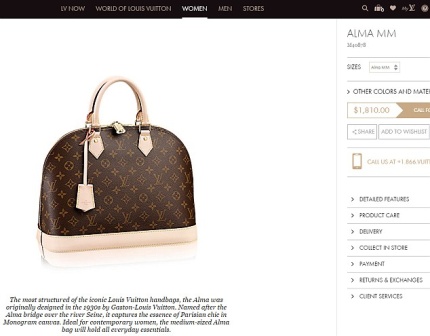 LV NOW WORLD OF LOUIS VUITTON WOMEN MEN STORES
ALMA MM
SIZES
OTHER COLORS AND MATE
$1,810.00 CALL T
SHARE ADD TO WISHLIST
CALL US AT +1.866.VUIT
DETAILED FEATURES
PRODUCT CARE
DELIVERY
COLLECT IN STORE
PAYMENT
RETURNS & EXCHANGES
CLIENT SERVICES
The most structured of the iconic Louis Vuitton handbags, the Alma was
originally designed in the 1930s by Gaston-Louis Vuitton. Named after the
Alma bridge over the river Seine, it captures the essence of Parisian chic in
Monogram canvas. Ideal for contemporary women, the medium-sized Alma
bag will hold all everyday essentials.